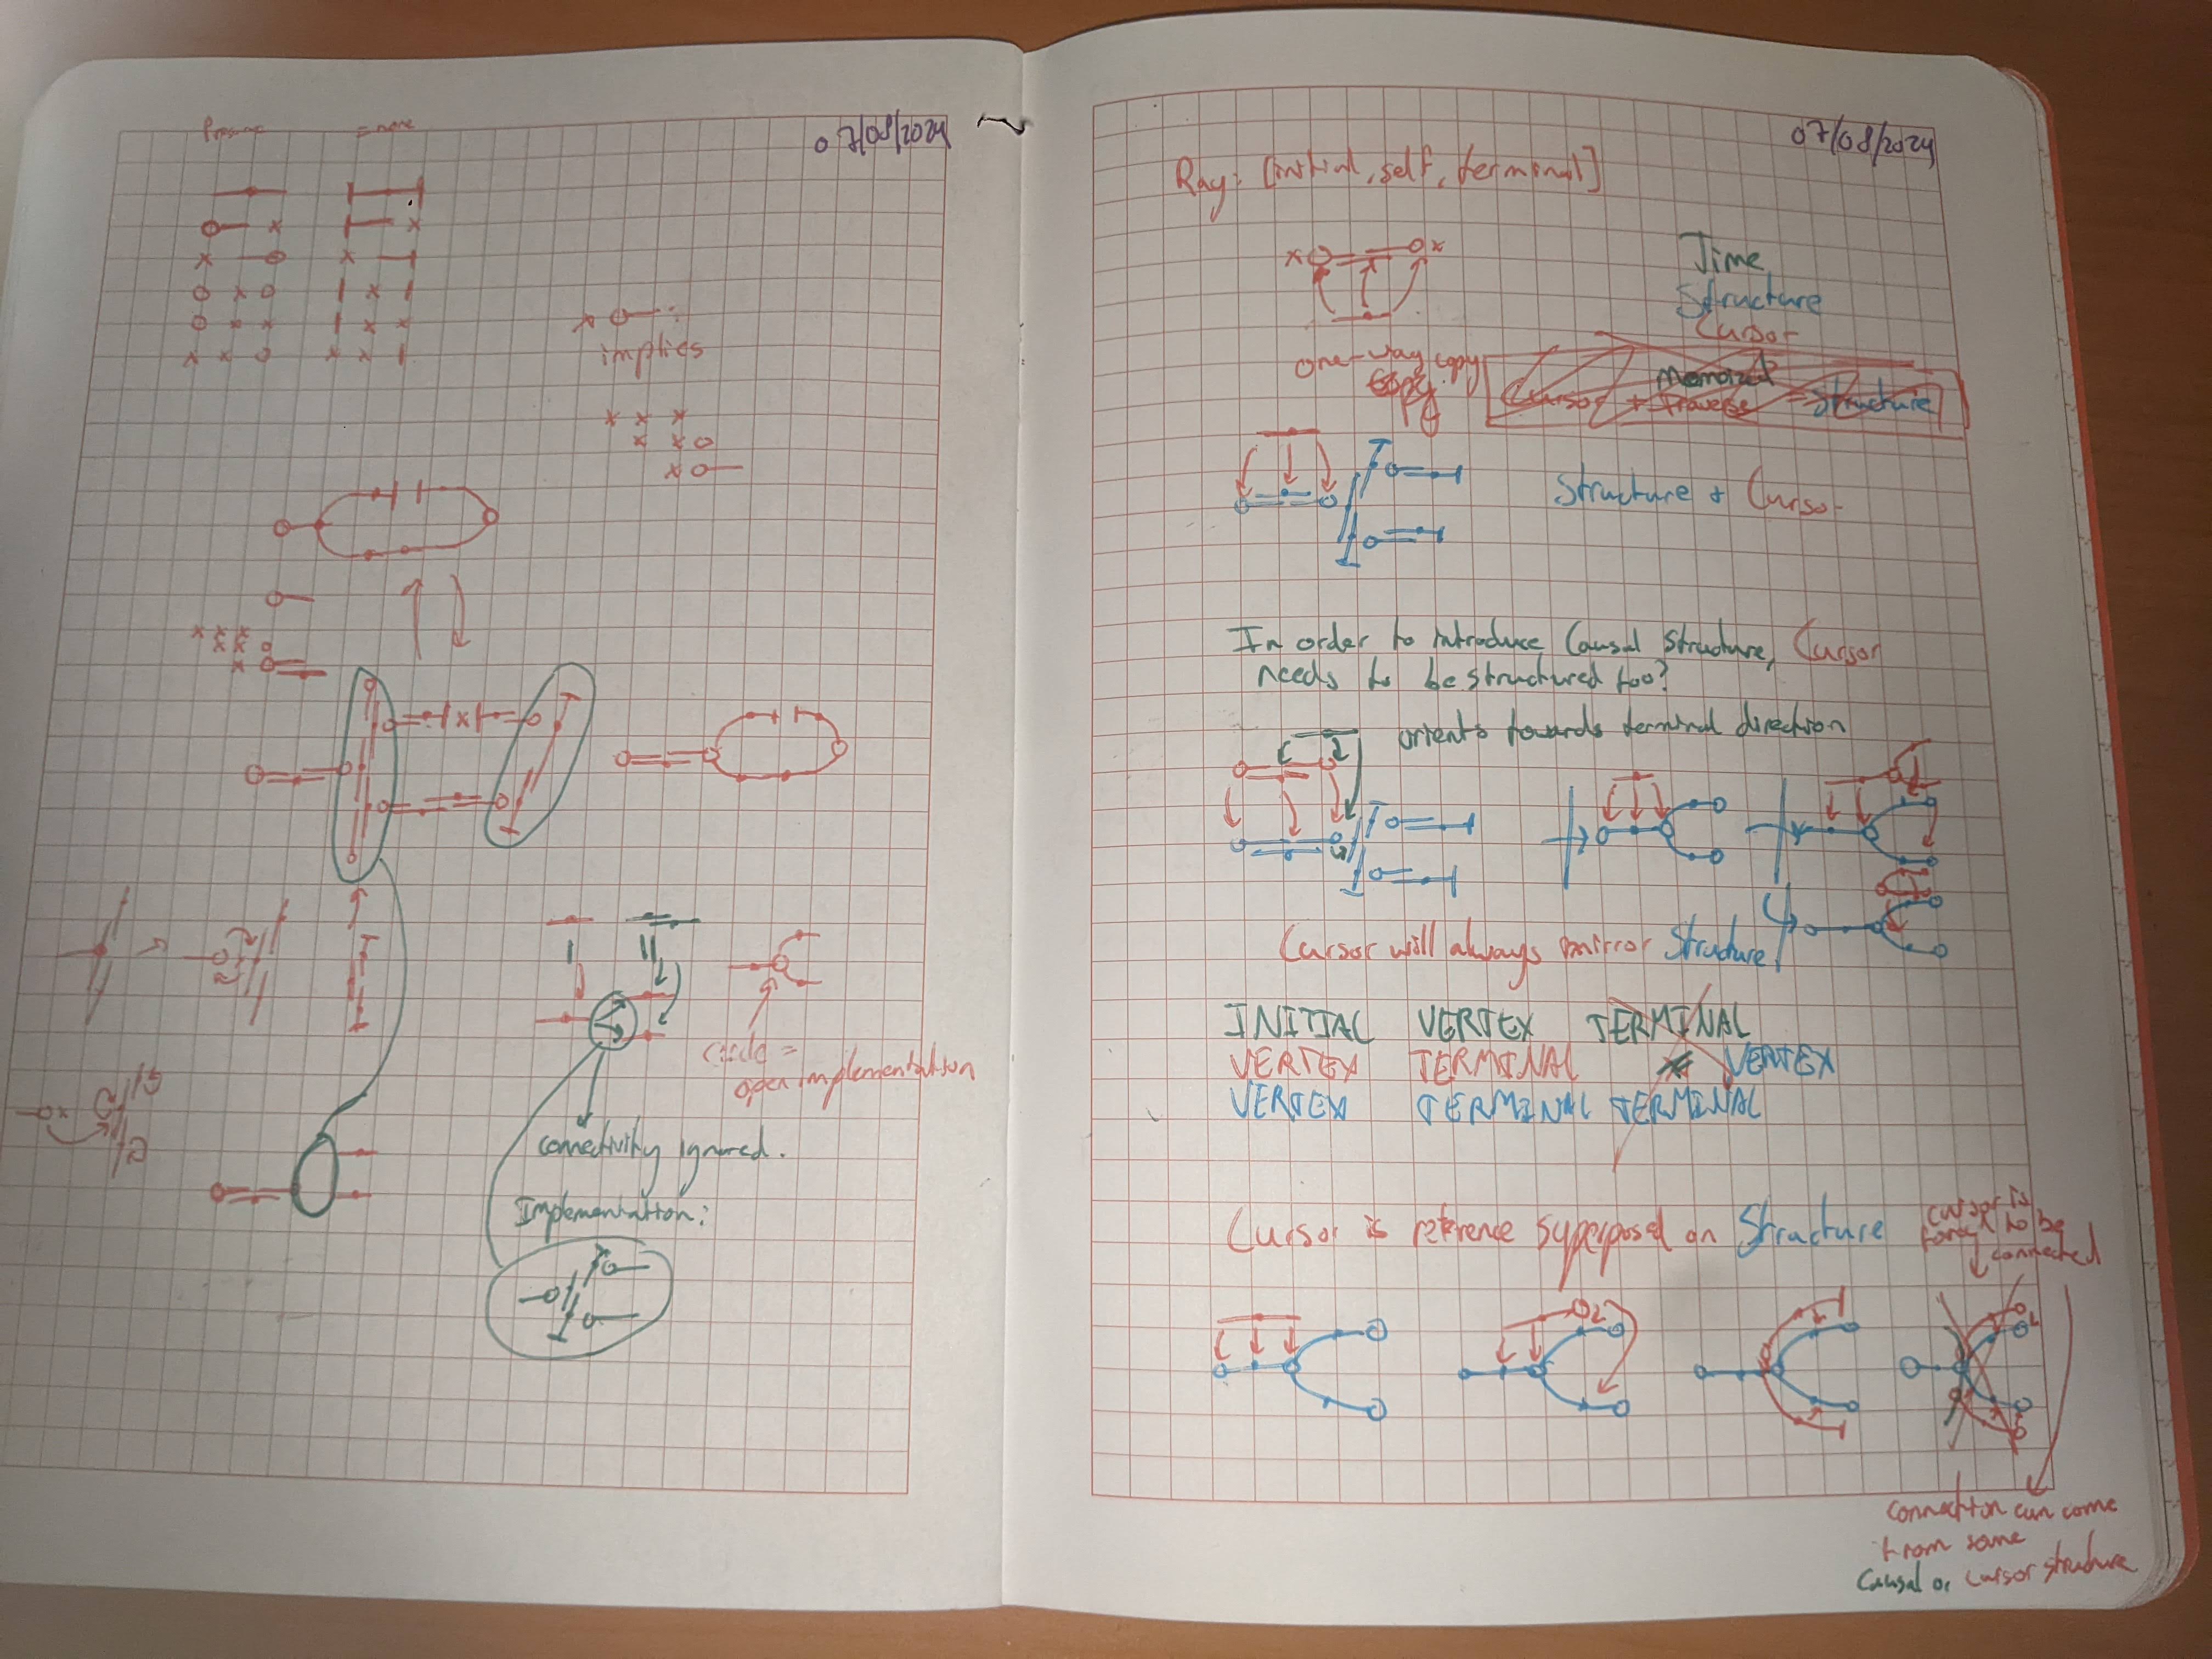 = none
07/08/2024
implies
circle =
open implementation
connectivity ignored.
Implementation:
07/08/2024
Ray: [initial, self, terminal]
Time,
Structure
Cursor
one-way copy
copy
Memoized
Cursor + Traverse = Structure
Structure + Cursor
In order to introduce Causal Structure, Cursor
needs to be structured too?
orients towards terminal direction
Cursor will always mirror Structure
INITIAL VERTEX TERMINAL
VERTEX TERMINAL VERTEX
VERTEX TERMINAL TERMINAL
Cursor is reference superposed on Structure
cursor is
forced to be
connected
Connection can come
from same
Causal or cursor structure